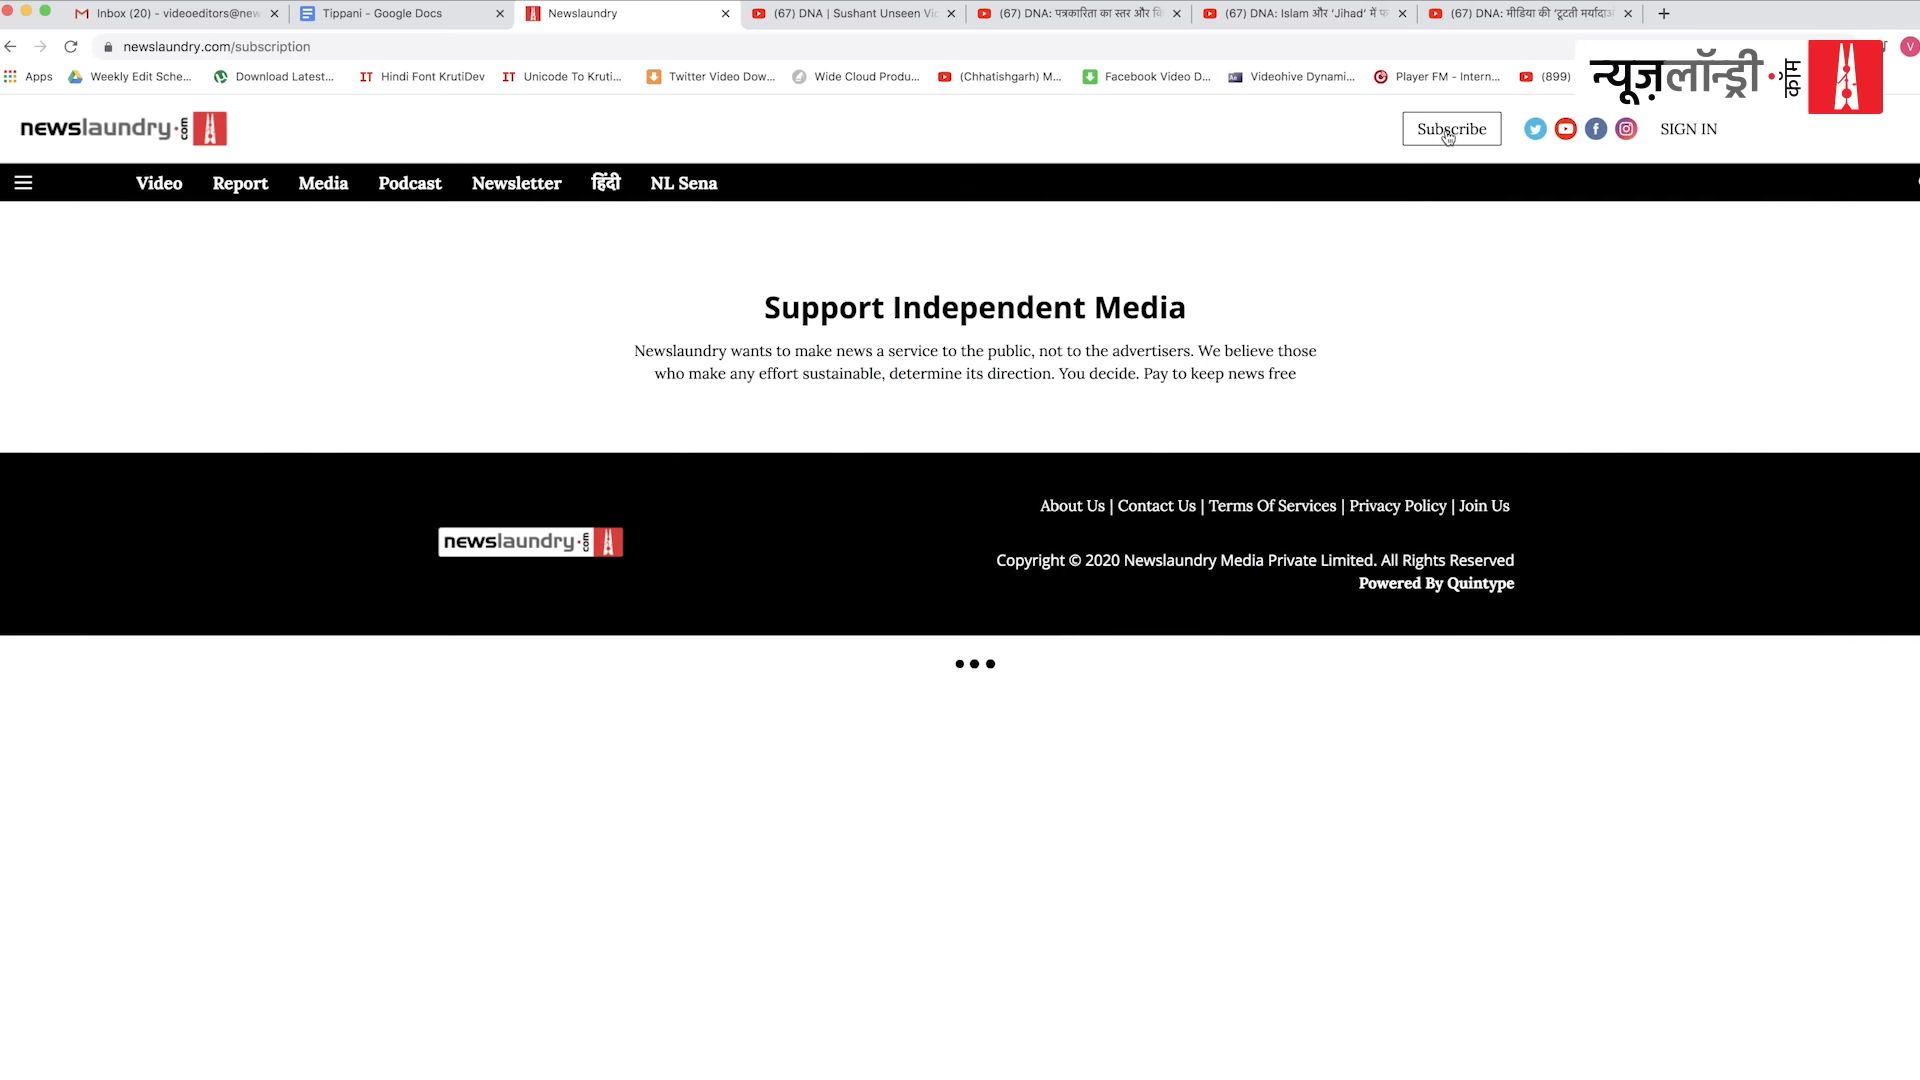 Inbox (20) - videoeditors@new
Tippani - Google Docs
Newslaundry
(67) DNA | Sushant Unseen Vi
(67) DNA: पत्रकारिता का स्तर और
(67) DNA: Islam और 'Jihad' में
(67) DNA: मीडिया की 'टूटती
newslaundry.com/subscription
V
Apps
Weekly Edit Sche...
Download Latest...
IT Hindi Font KrutiDev
IT Unicode To Kruti...
Twitter Video Dow...
Wide Cloud Produ...
(Chhatishgarh) M...
Facebook Video D...
Videohive Dynami...
Player FM - Intern...
(899)
न्यूज़लॉन्ड्री.कॉम
newslaundry.com
Subscribe
SIGN IN
Video Report Media Podcast Newsletter हिंदी NL Sena
Support Independent Media
Newslaundry wants to make news a service to the public, not to the advertisers. We believe those
who make any effort sustainable, determine its direction. You decide. Pay to keep news free
About Us | Contact Us | Terms Of Services | Privacy Policy | Join Us
newslaundry.com
Copyright © 2020 Newslaundry Media Private Limited. All Rights Reserved
Powered By Quintype